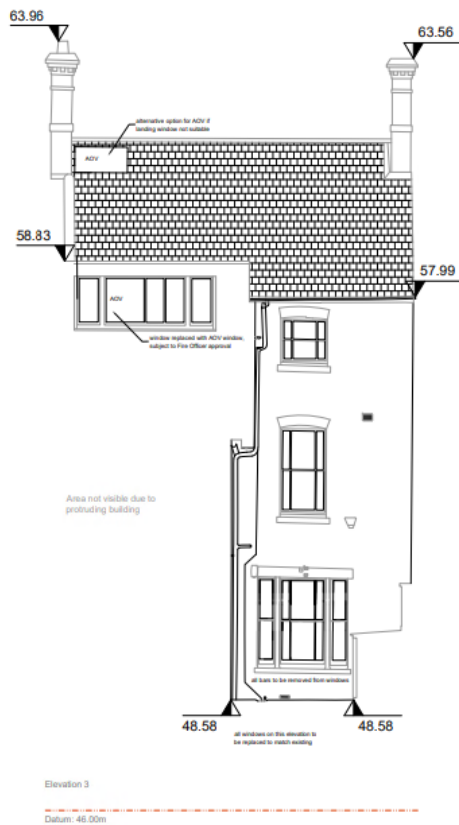 63.96
63.56
alternative option for AOV if
landing window not suitable
AOV
58.83
57.99
AOV
window replaced with AOV window,
subject to Fire Officer approval
Area not visible due to
protruding building
all bars to be removed from windows
48.58
48.58
all windows on this elevation to
be replaced to match existing
Elevation 3
Datum: 46.00m